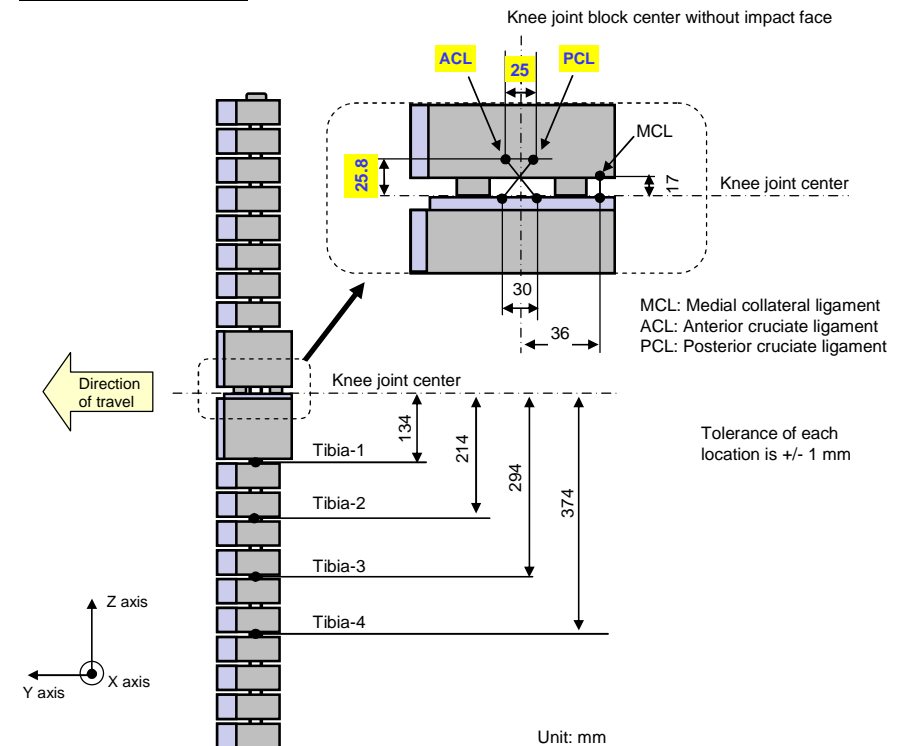 Knee joint block center without impact face
ACL
25
PCL
MCL
25.8
17
Knee joint center
30
36
MCL: Medial collateral ligament
ACL: Anterior cruciate ligament
PCL: Posterior cruciate ligament
Direction
of travel
Knee joint center
134
214
294
374
Tolerance of each
location is +/- 1 mm
Tibia-1
Tibia-2
Tibia-3
Tibia-4
Z axis
Y axis
X axis
Unit: mm